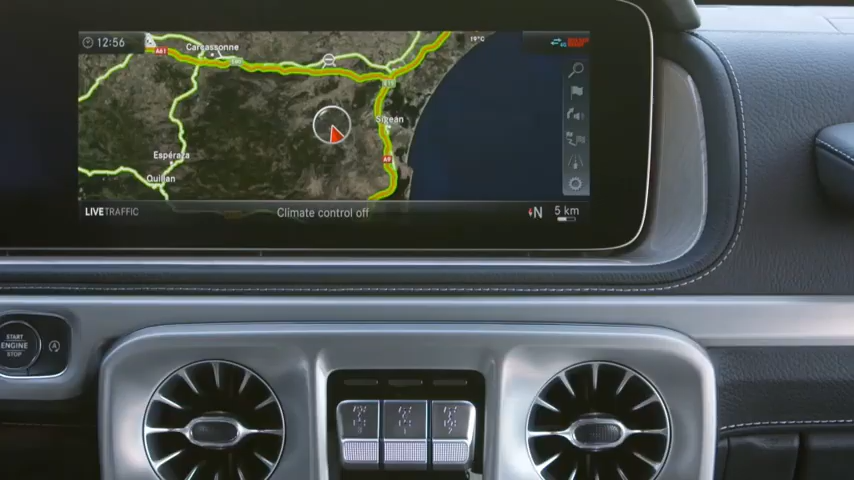 12:56
19°C
A61
Carcassonne
Sigean
A9
Espéraza
Quillan
LIVETRAFFIC
Climate control off
N
5 km
START
ENGINE
STOP
A